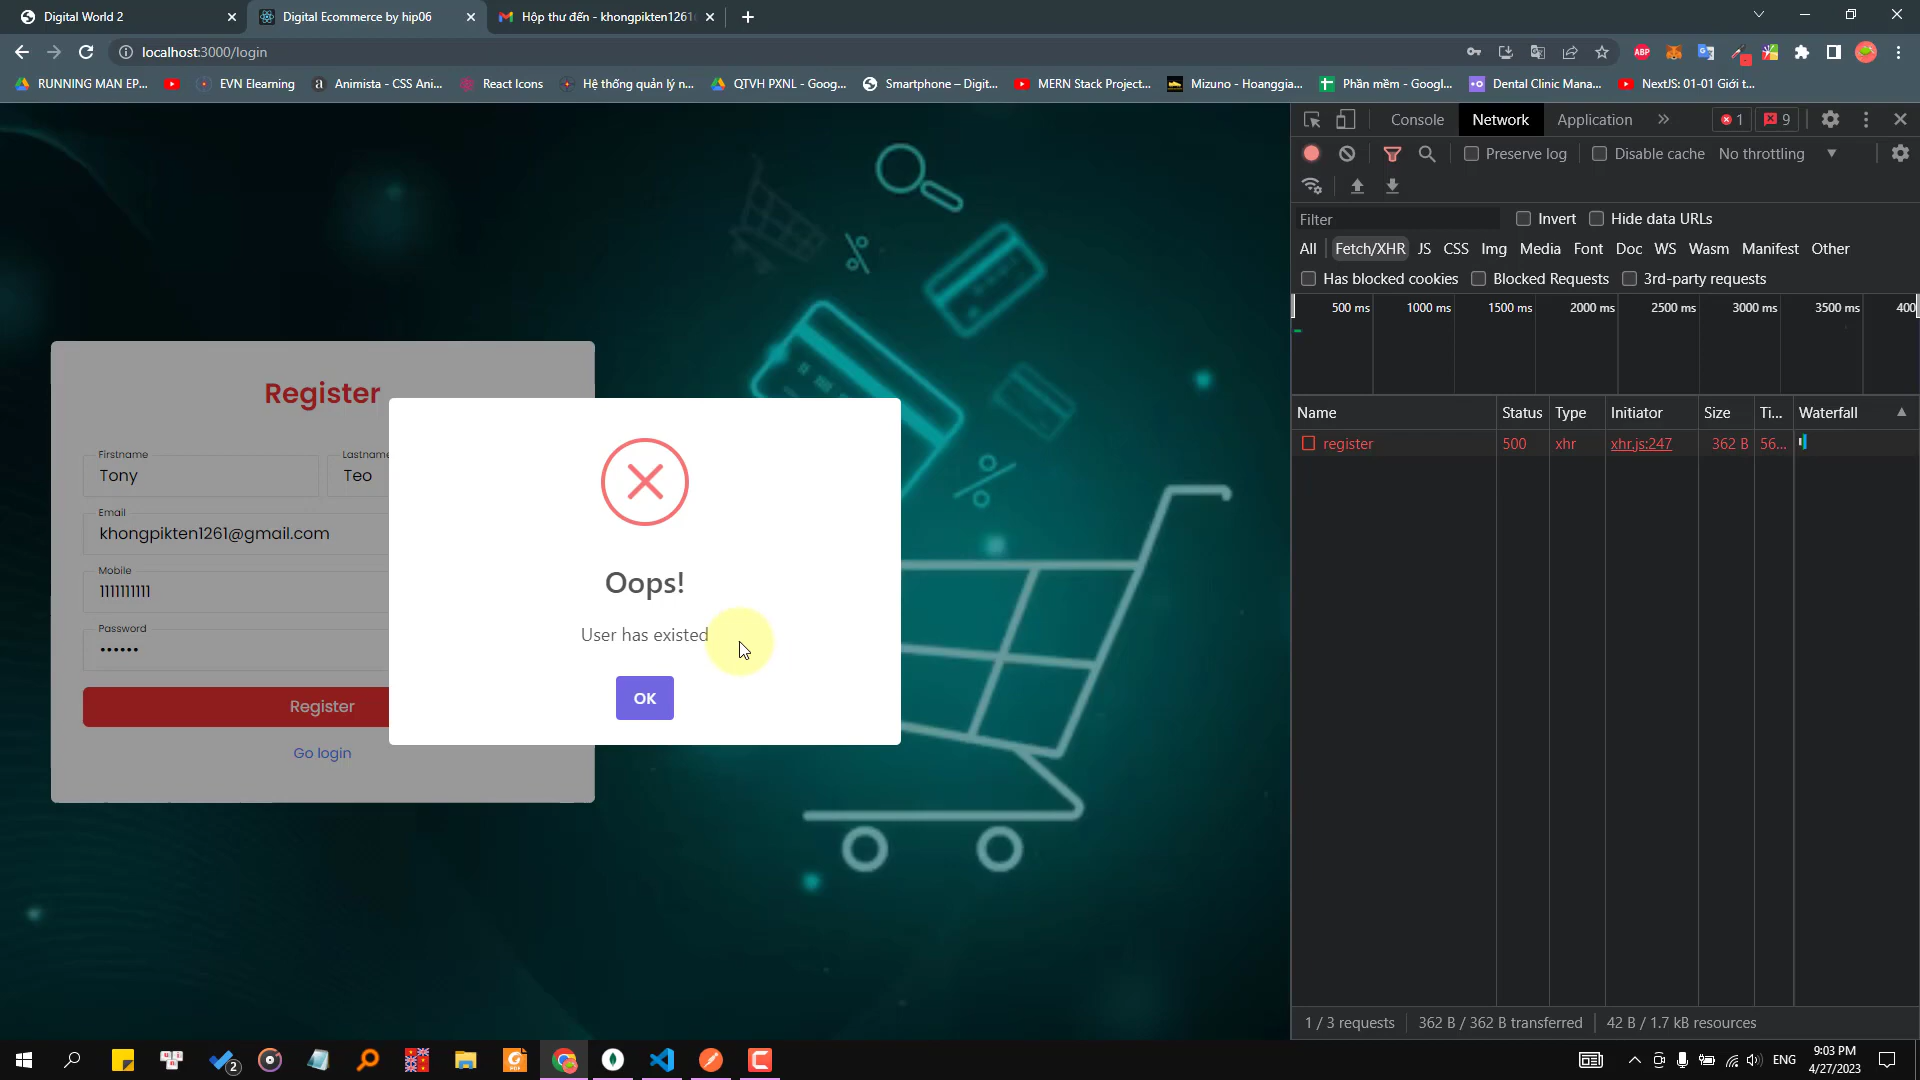 Digital World 2
Digital Ecommerce by hip06
Hộp thư đến - khongpikten1261
localhost:3000/login
ABP
RUNNING MAN EP...
EVN Elearning
Animista - CSS Ani...
React Icons
Hệ thống quản lý n...
QTVH PXNL - Goog...
Smartphone – Digit...
MERN Stack Project...
Mizuno - Hoanggia...
Phần mềm - Googl...
Dental Clinic Mana...
NextJS: 01-01 Giới t...
Console
Network
Application
1
9
Preserve log
Disable cache
No throttling
Filter
Invert
Hide data URLs
All
Fetch/XHR
JS
CSS
Img
Media
Font
Doc
WS
Wasm
Manifest
Other
Has blocked cookies
Blocked Requests
3rd-party requests
500 ms
1000 ms
1500 ms
2000 ms
2500 ms
3000 ms
3500 ms
400
Name
Status
Type
Initiator
Size
Ti...
Waterfall
register
500
xhr
xhr.js:247
362 B
56...
Register
Firstname
Tony
Lastname
Teo
Email
khongpikten1261@gmail.com
Mobile
1111111111
Password
••••••
Register
Go login
Oops!
User has existed
OK
1 / 3 requests
362 B / 362 B transferred
42 B / 1.7 kB resources
2
ENG
9:03 PM
4/27/2023